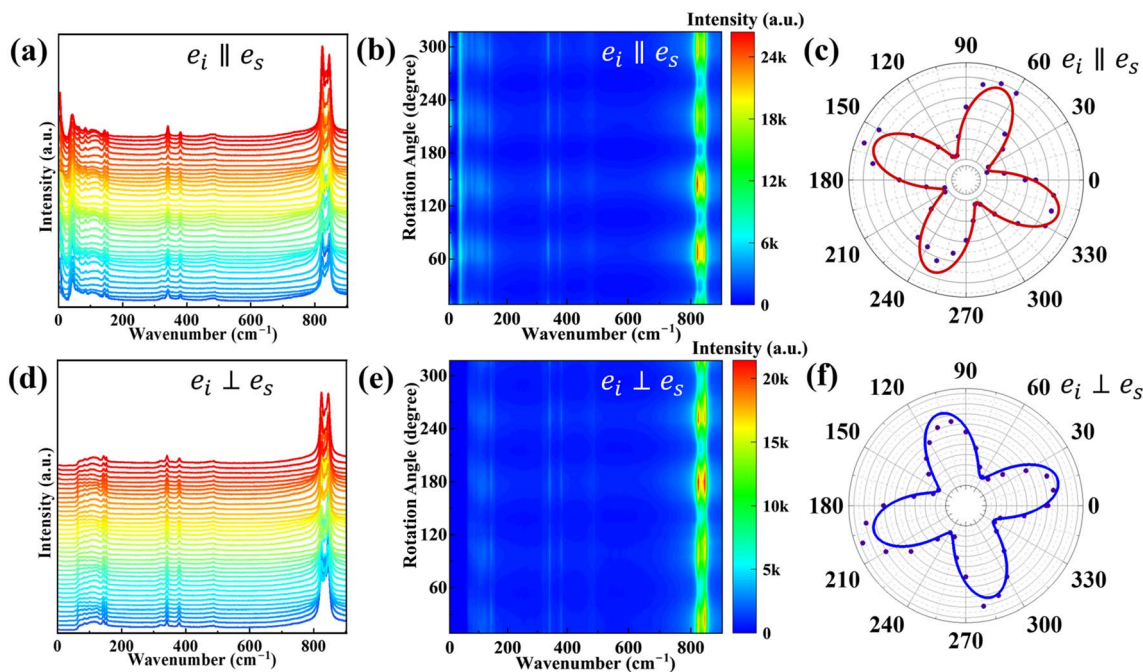 (a)
e_i ∥ e_s
Intensity (a.u.)
0 200 400 600 800
Wavenumber (cm⁻¹)
(b)
e_i ∥ e_s
Intensity (a.u.)
Rotation Angle (degree)
300
240
180
120
60
0 200 400 600 800
Wavenumber (cm⁻¹)
24k
18k
12k
6k
0
(c)
e_i ∥ e_s
90
120 60
150 30
180 0
210 330
240 300
270
(d)
e_i ⊥ e_s
Intensity (a.u.)
0 200 400 600 800
Wavenumber (cm⁻¹)
(e)
e_i ⊥ e_s
Intensity (a.u.)
Rotation Angle (degree)
300
240
180
120
60
0 200 400 600 800
Wavenumber (cm⁻¹)
20k
15k
10k
5k
0
(f)
e_i ⊥ e_s
90
120 60
150 30
180 0
210 330
240 300
270